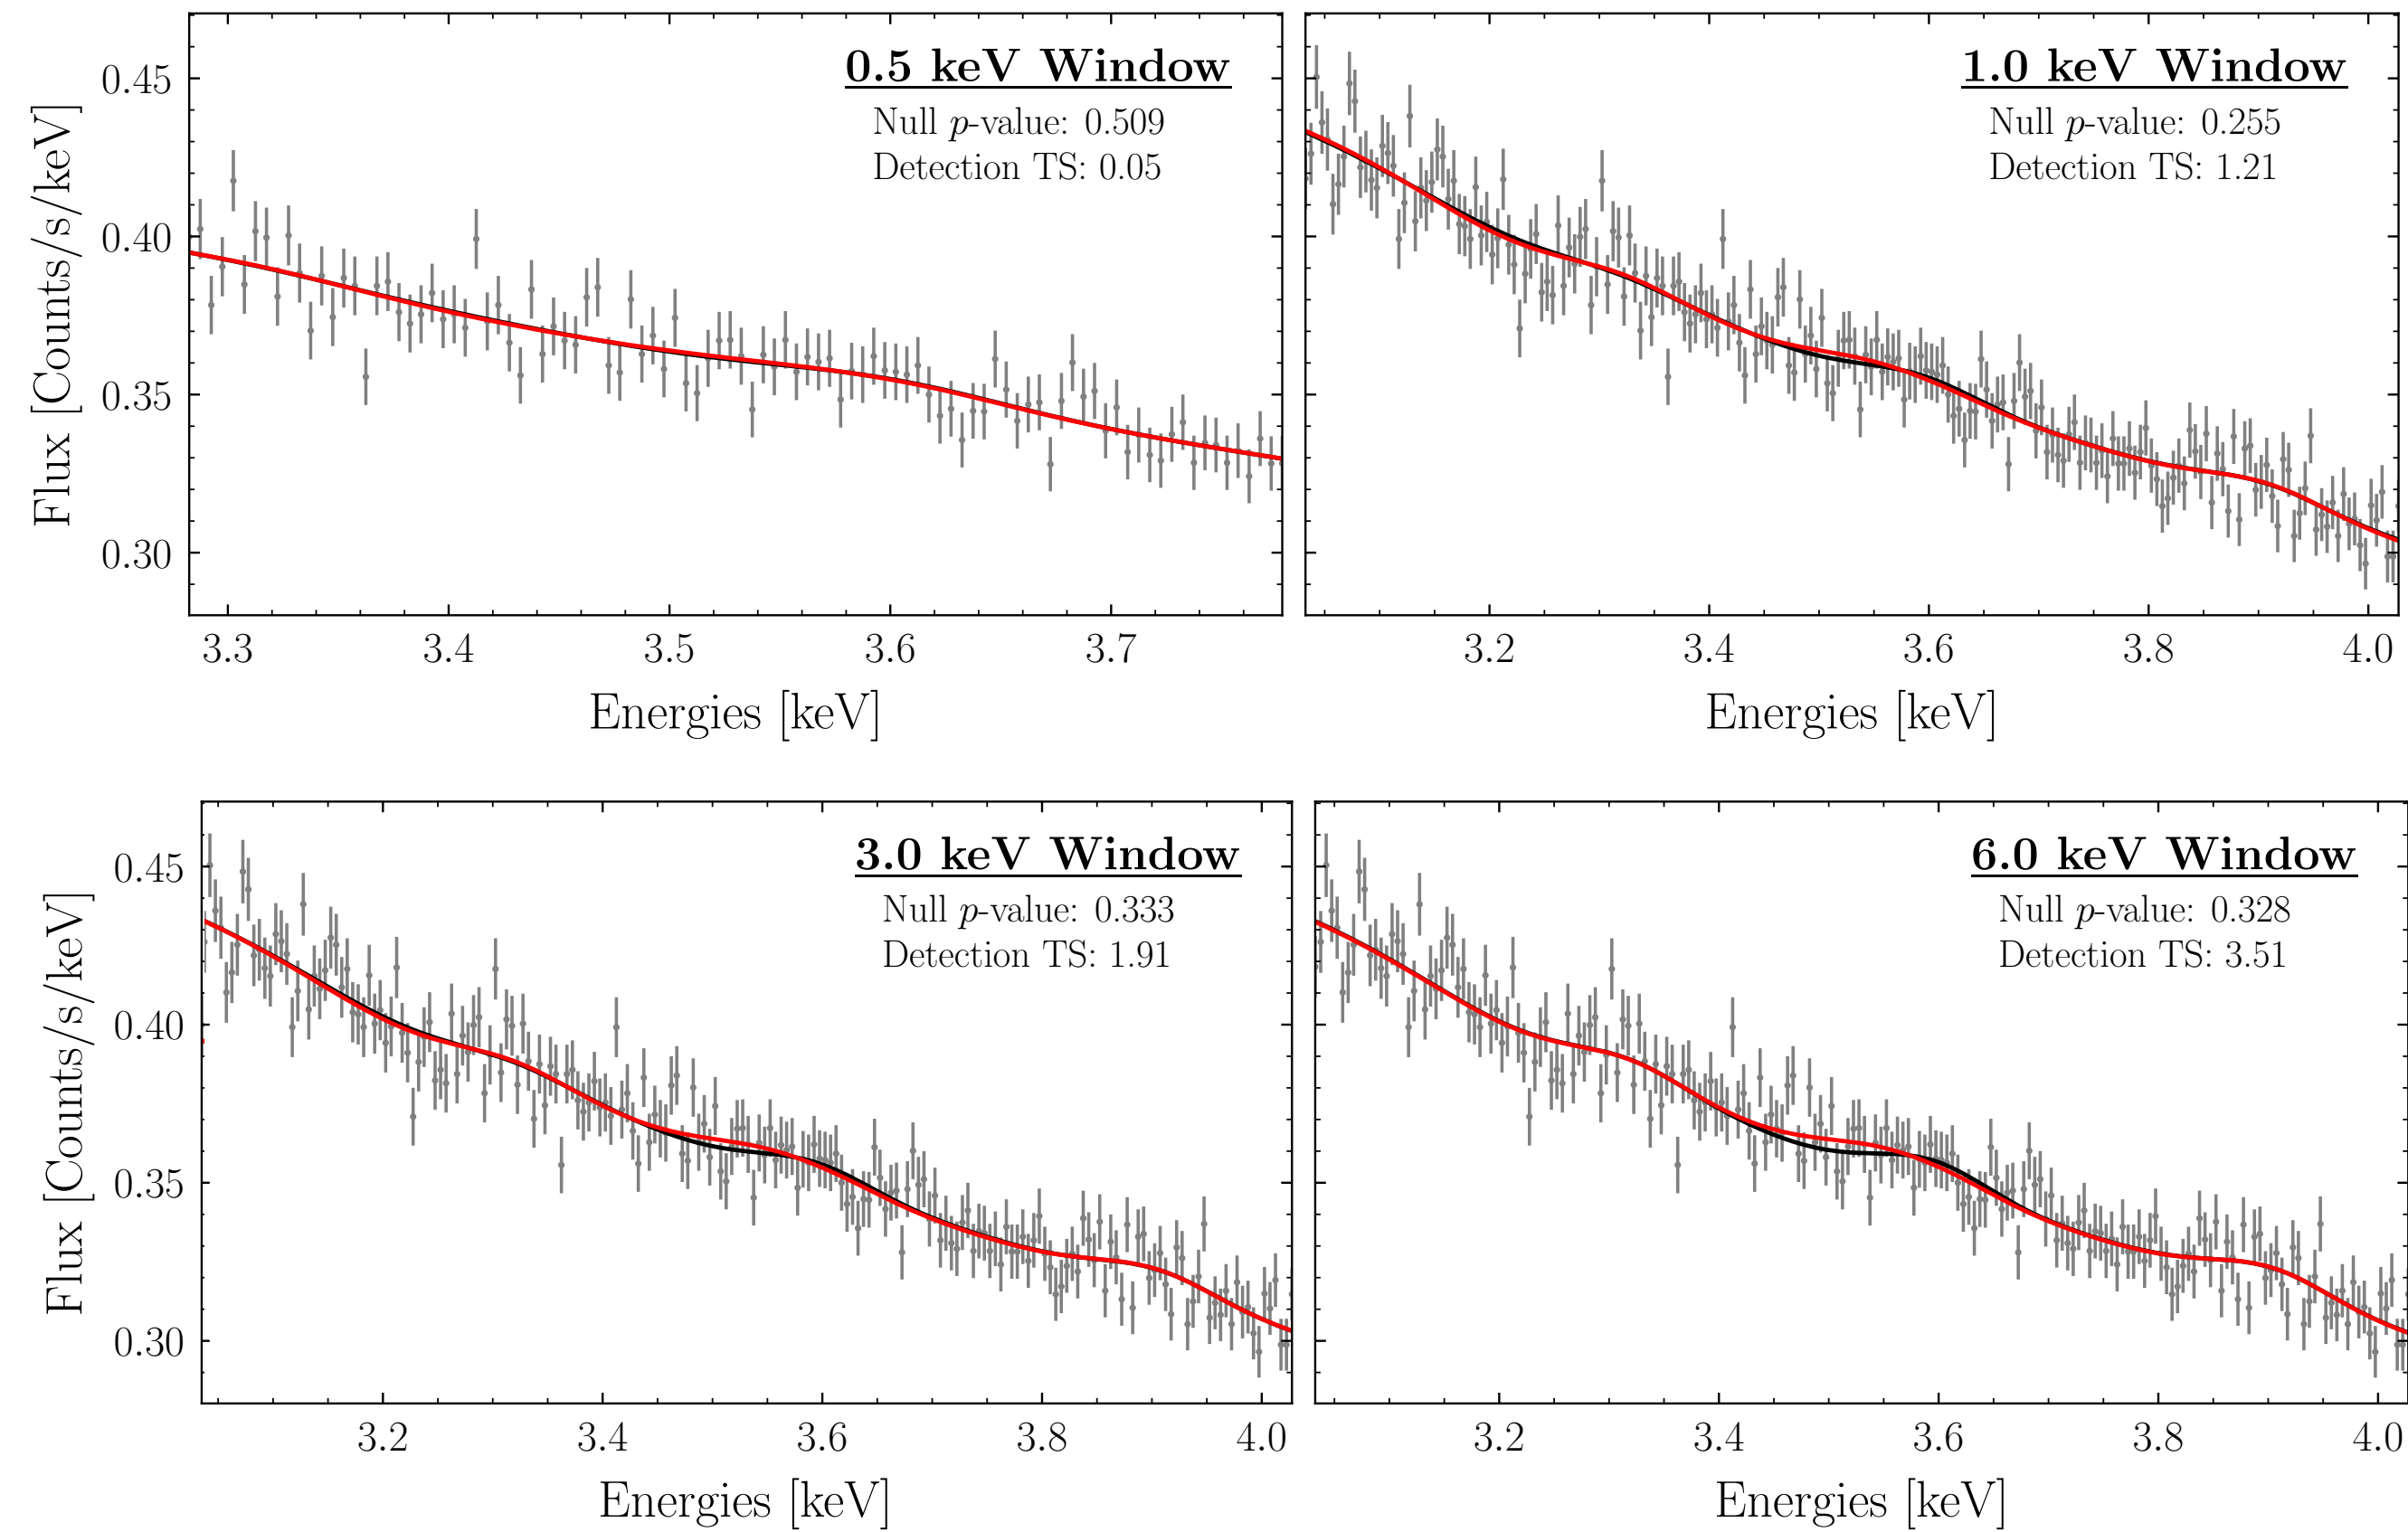 0.5 keV Window
Null p-value: 0.509
Detection TS: 0.05
Flux [Counts/s/keV]
0.45
0.40
0.35
0.30
3.3 3.4 3.5 3.6 3.7
Energies [keV]
1.0 keV Window
Null p-value: 0.255
Detection TS: 1.21
3.2 3.4 3.6 3.8 4.0
Energies [keV]
3.0 keV Window
Null p-value: 0.333
Detection TS: 1.91
Flux [Counts/s/keV]
0.45
0.40
0.35
0.30
3.2 3.4 3.6 3.8 4.0
Energies [keV]
6.0 keV Window
Null p-value: 0.328
Detection TS: 3.51
3.2 3.4 3.6 3.8 4.0
Energies [keV]